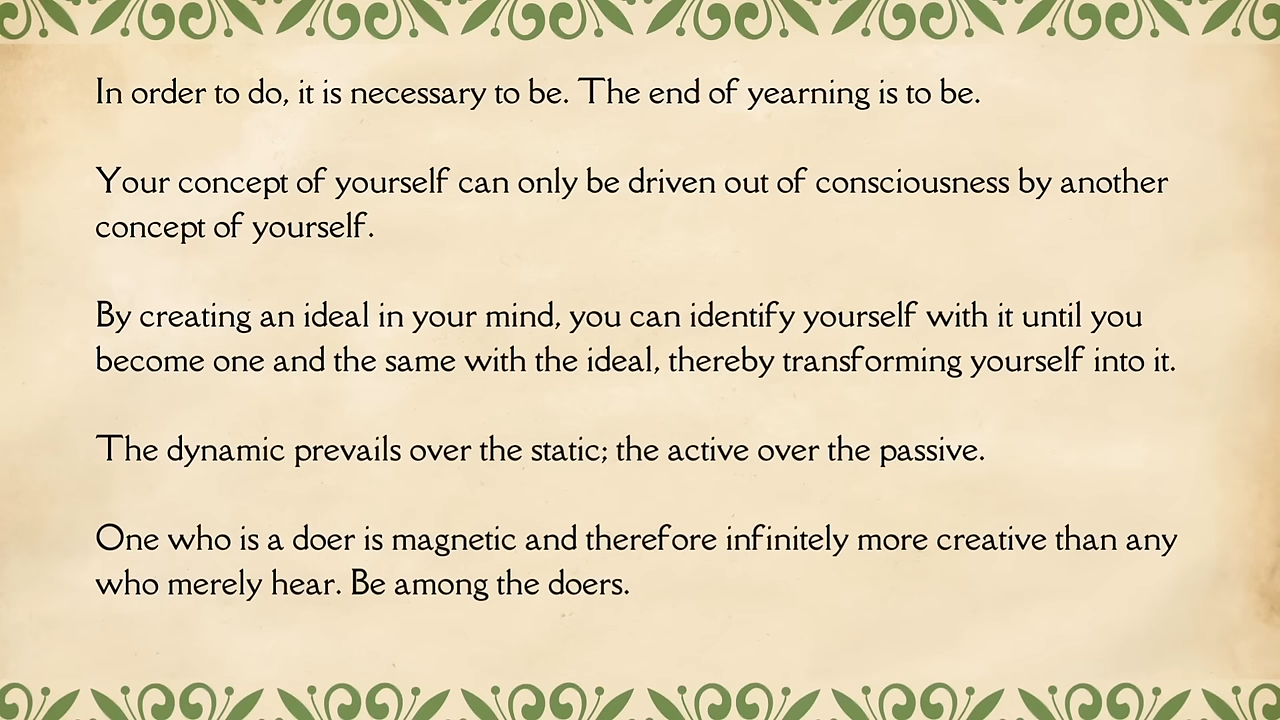 In order to do, it is necessary to be. The end of yearning is to be.
Your concept of yourself can only be driven out of consciousness by another
concept of yourself.
By creating an ideal in your mind, you can identify yourself with it until you
become one and the same with the ideal, thereby transforming yourself into it.
The dynamic prevails over the static; the active over the passive.
One who is a doer is magnetic and therefore infinitely more creative than any
who merely hear. Be among the doers.